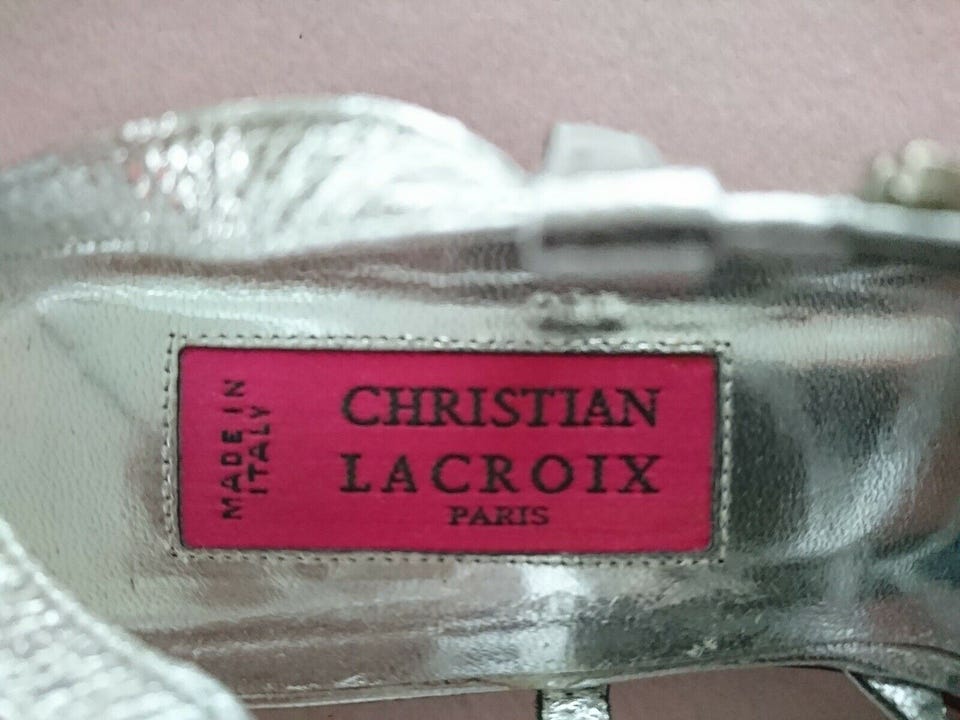 MADE IN
ITALY
CHRISTIAN
LACROIX
PARIS